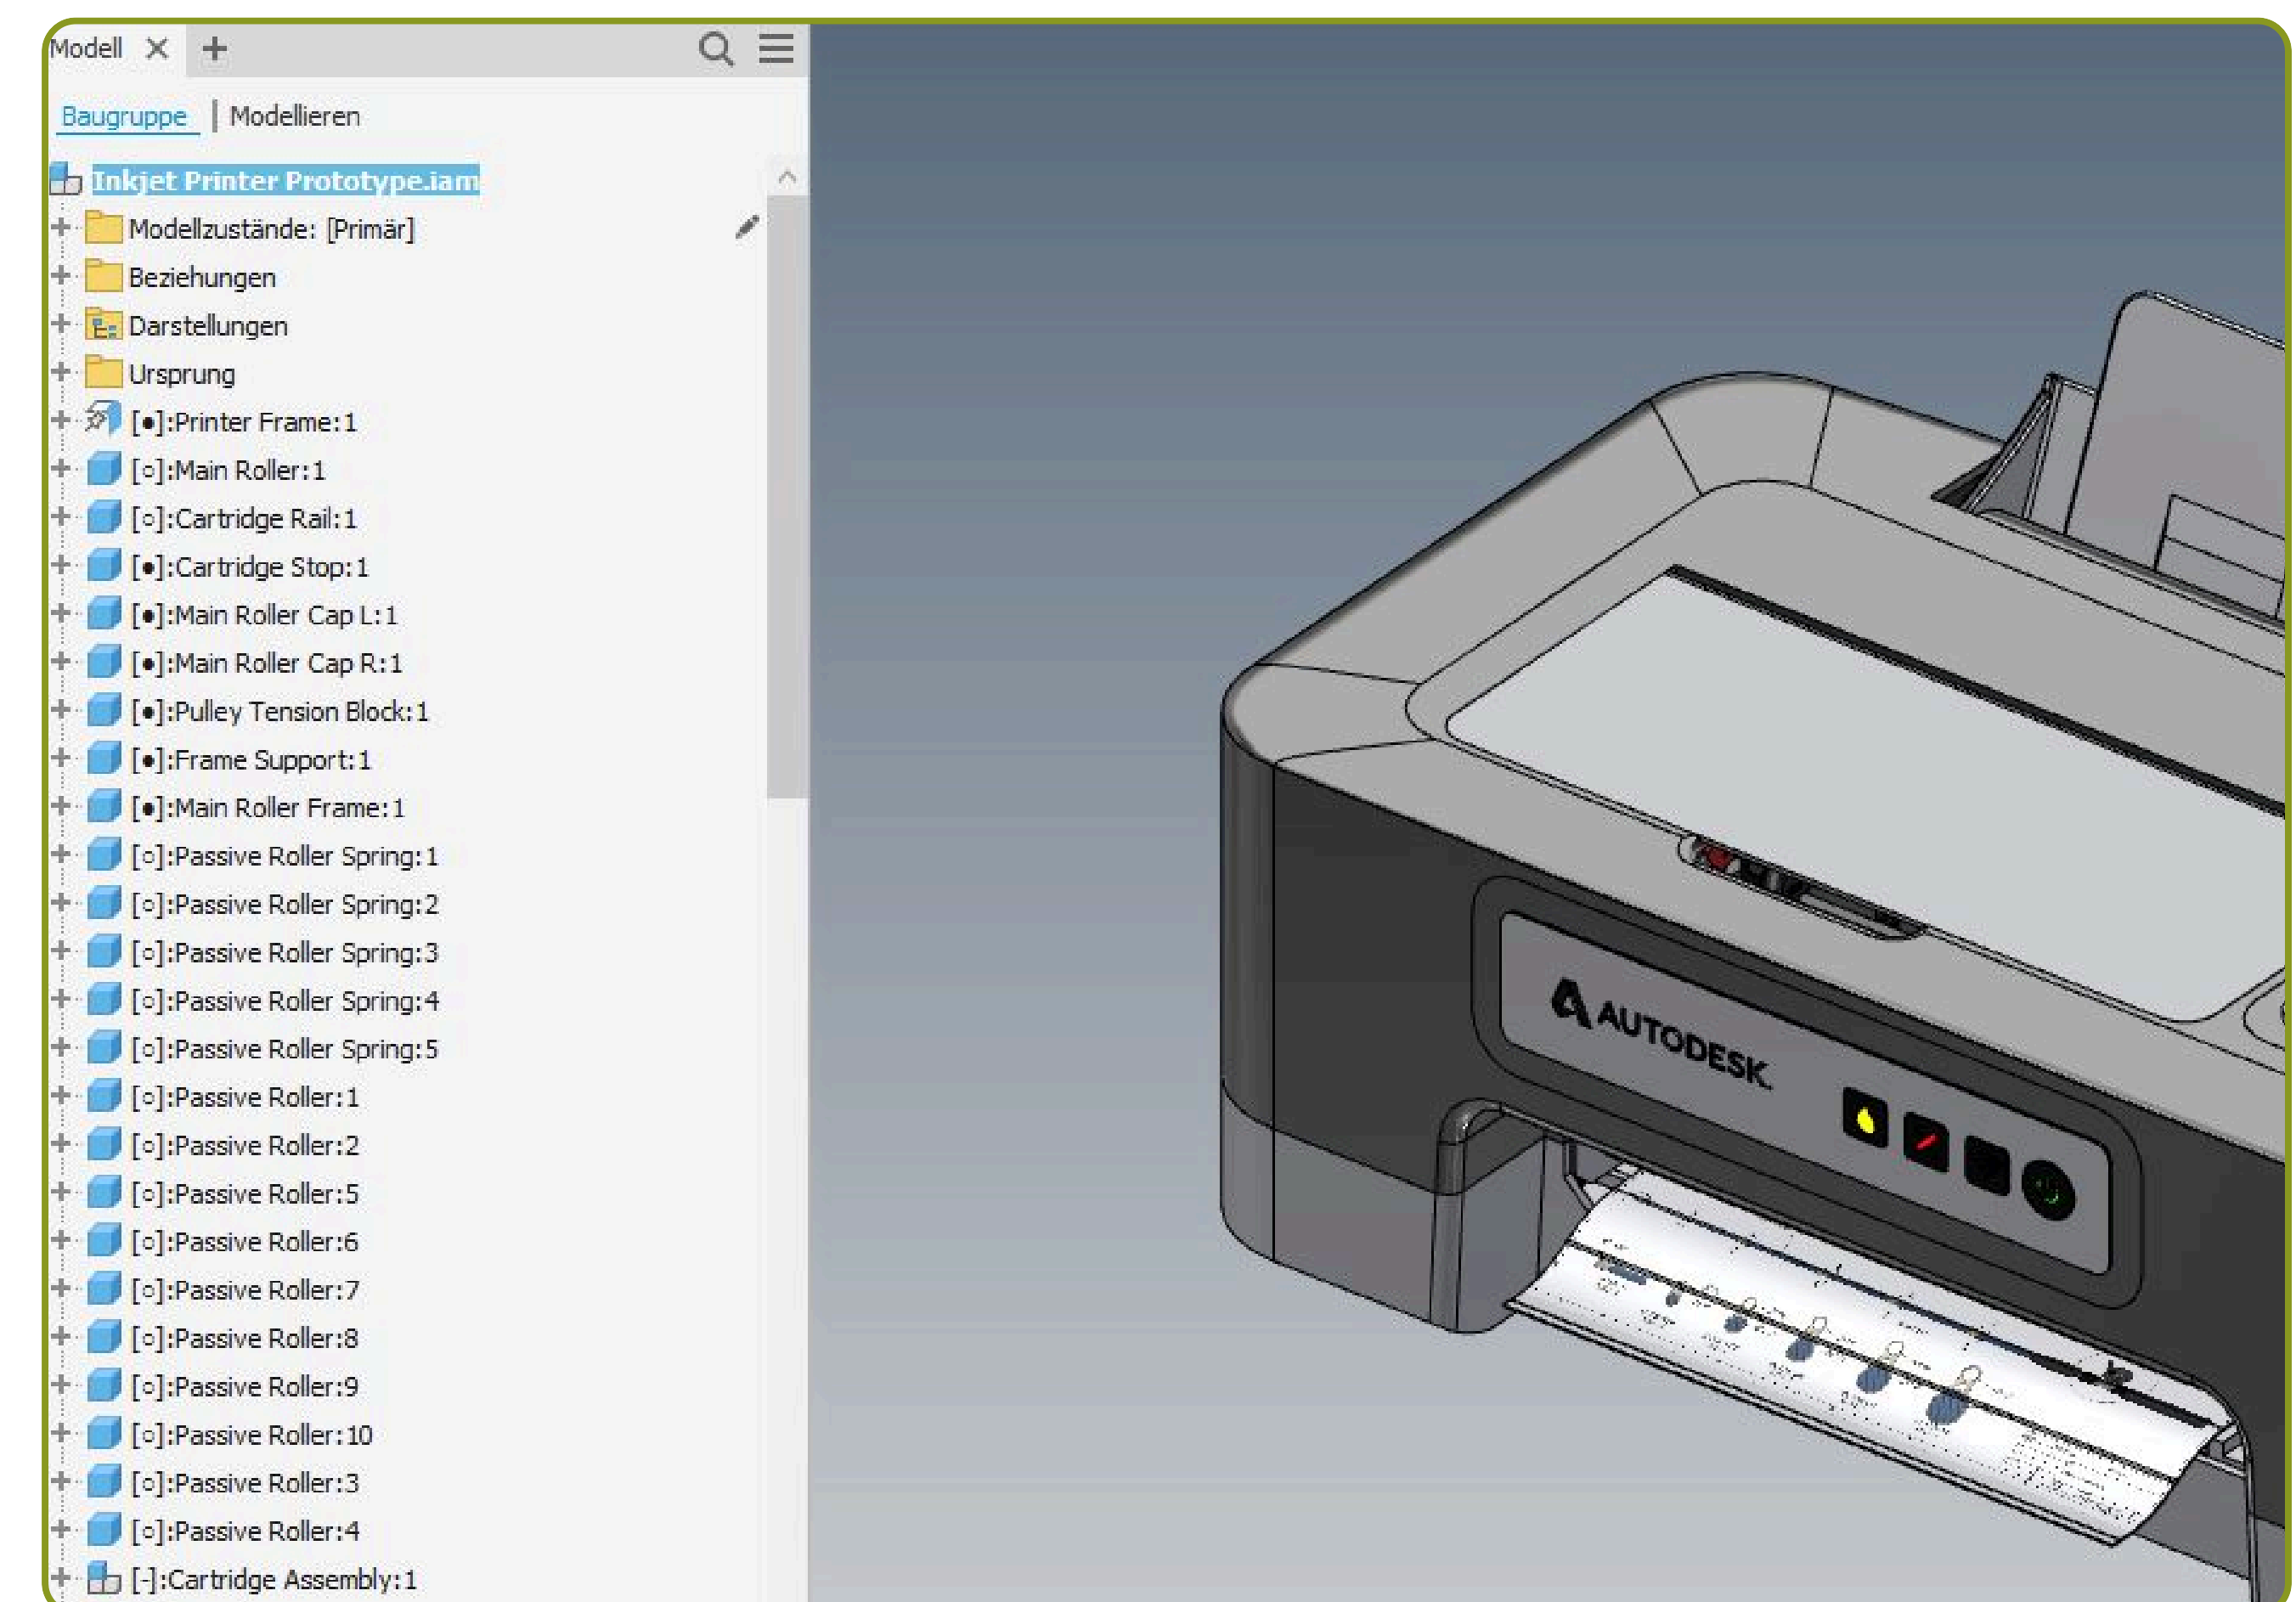 Modell
Baugruppe | Modellieren
Inkjet Printer Prototype.iam
Modellzustände: [Primär]
Beziehungen
Darstellungen
Ursprung
[●]:Printer Frame:1
[○]:Main Roller:1
[○]:Cartridge Rail:1
[●]:Cartridge Stop:1
[●]:Main Roller Cap L:1
[●]:Main Roller Cap R:1
[●]:Pulley Tension Block:1
[●]:Frame Support:1
[●]:Main Roller Frame:1
[○]:Passive Roller Spring:1
[○]:Passive Roller Spring:2
[○]:Passive Roller Spring:3
[○]:Passive Roller Spring:4
[○]:Passive Roller Spring:5
[○]:Passive Roller:1
[○]:Passive Roller:2
[○]:Passive Roller:5
[○]:Passive Roller:6
[○]:Passive Roller:7
[○]:Passive Roller:8
[○]:Passive Roller:9
[○]:Passive Roller:10
[○]:Passive Roller:3
[○]:Passive Roller:4
[-]:Cartridge Assembly:1
AUTODESK.